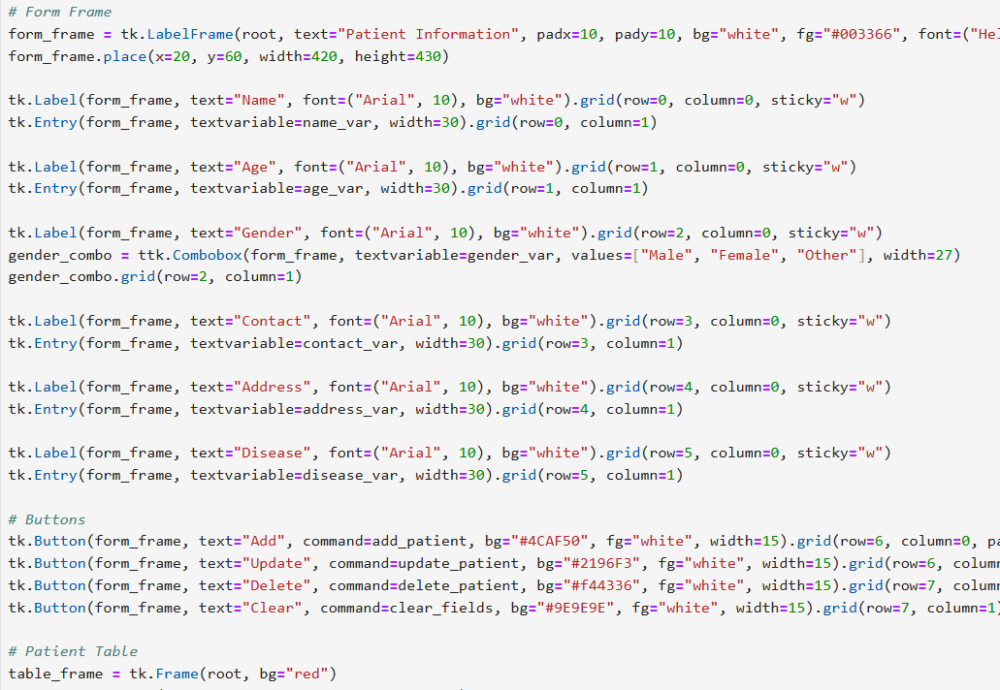 # Form Frame
form_frame = tk.LabelFrame(root, text="Patient Information", padx=10, pady=10, bg="white", fg="#003366", font=("Hel
form_frame.place(x=20, y=60, width=420, height=430)
tk.Label(form_frame, text="Name", font=("Arial", 10), bg="white").grid(row=0, column=0, sticky="w")
tk.Entry(form_frame, textvariable=name_var, width=30).grid(row=0, column=1)
tk.Label(form_frame, text="Age", font=("Arial", 10), bg="white").grid(row=1, column=0, sticky="w")
tk.Entry(form_frame, textvariable=age_var, width=30).grid(row=1, column=1)
tk.Label(form_frame, text="Gender", font=("Arial", 10), bg="white").grid(row=2, column=0, sticky="w")
gender_combo = ttk.Combobox(form_frame, textvariable=gender_var, values=["Male", "Female", "Other"], width=27)
gender_combo.grid(row=2, column=1)
tk.Label(form_frame, text="Contact", font=("Arial", 10), bg="white").grid(row=3, column=0, sticky="w")
tk.Entry(form_frame, textvariable=contact_var, width=30).grid(row=3, column=1)
tk.Label(form_frame, text="Address", font=("Arial", 10), bg="white").grid(row=4, column=0, sticky="w")
tk.Entry(form_frame, textvariable=address_var, width=30).grid(row=4, column=1)
tk.Label(form_frame, text="Disease", font=("Arial", 10), bg="white").grid(row=5, column=0, sticky="w")
tk.Entry(form_frame, textvariable=disease_var, width=30).grid(row=5, column=1)
# Buttons
tk.Button(form_frame, text="Add", command=add_patient, bg="#4CAF50", fg="white", width=15).grid(row=6, column=0, pa
tk.Button(form_frame, text="Update", command=update_patient, bg="#2196F3", fg="white", width=15).grid(row=6, colum
tk.Button(form_frame, text="Delete", command=delete_patient, bg="#f44336", fg="white", width=15).grid(row=7, colum
tk.Button(form_frame, text="Clear", command=clear_fields, bg="#9E9E9E", fg="white", width=15).grid(row=7, column=1)
# Patient Table
table_frame = tk.Frame(root, bg="red")